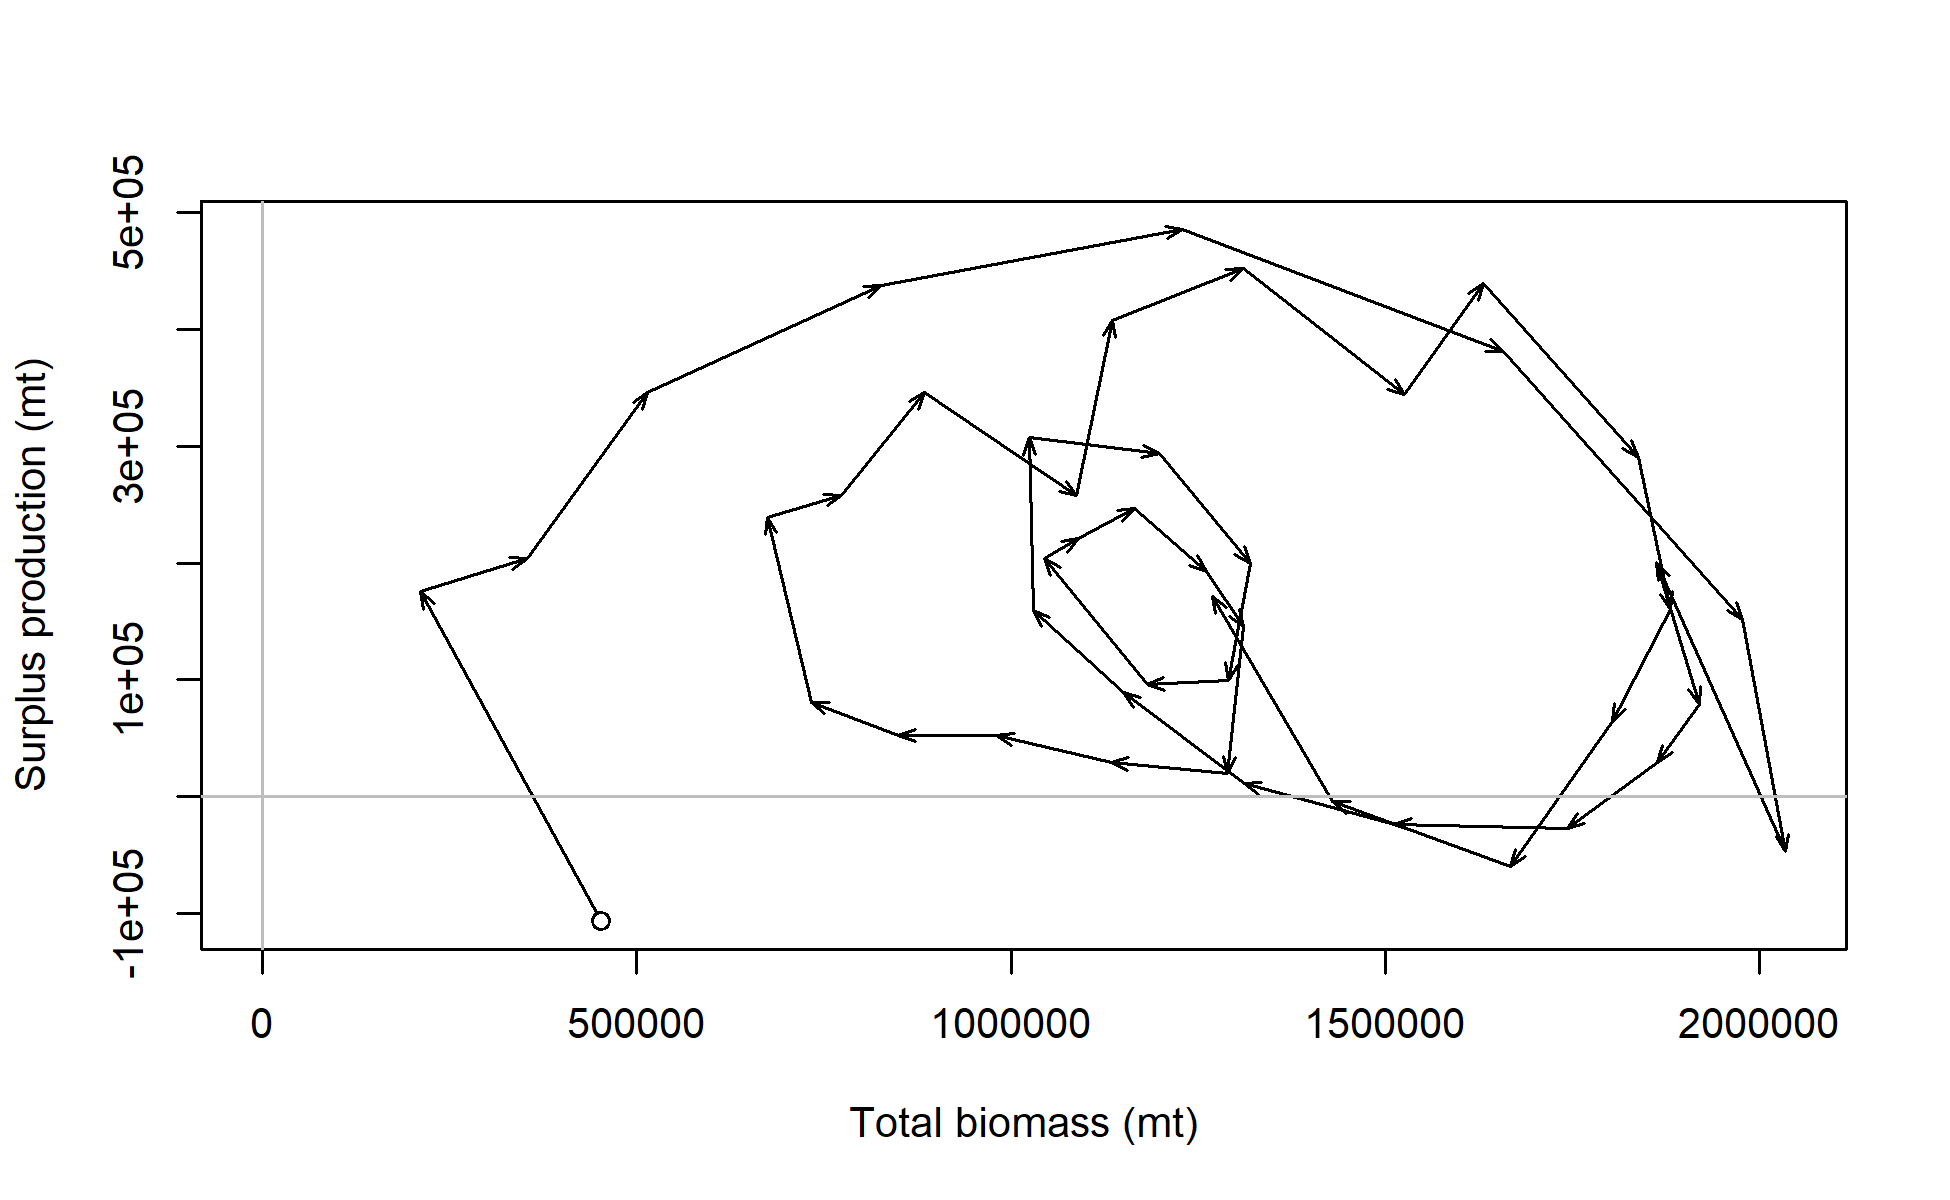 5e+05
3e+05
1e+05
-1e+05
Surplus production (mt)
0 500000 1000000 1500000 2000000
Total biomass (mt)